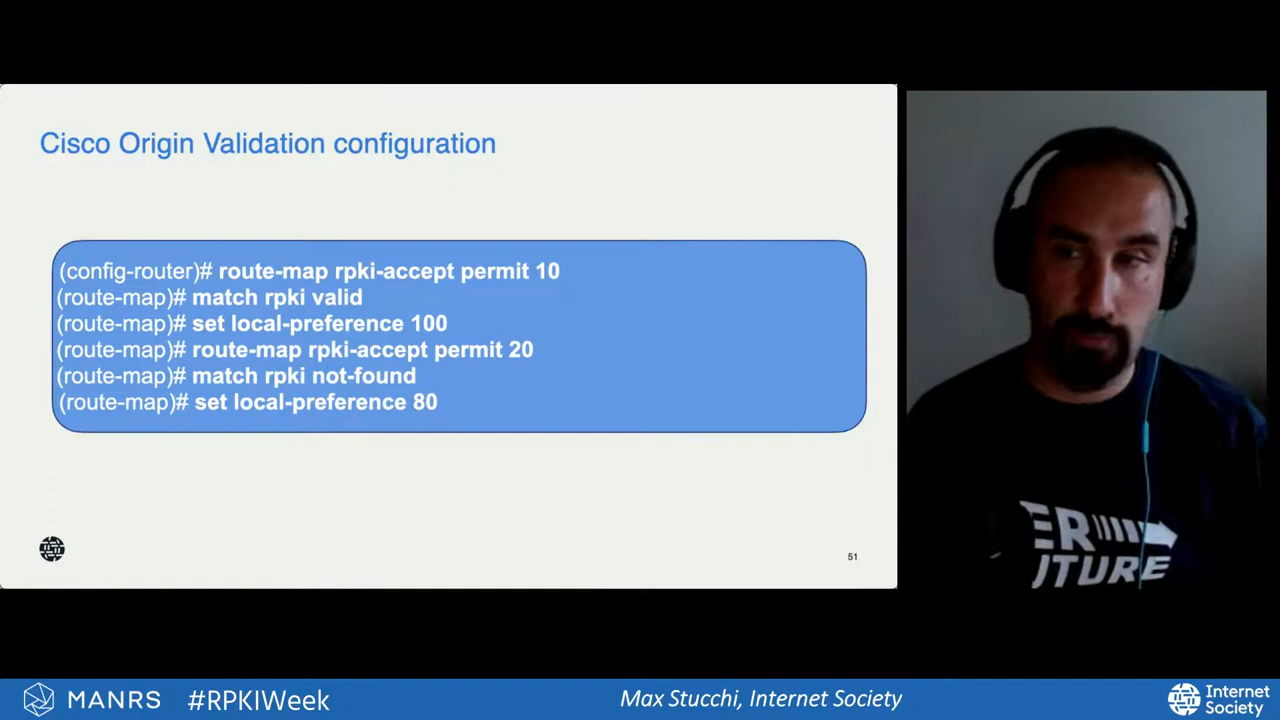 Cisco Origin Validation configuration
(config-router)# route-map rpki-accept permit 10
(route-map)# match rpki valid
(route-map)# set local-preference 100
(route-map)# route-map rpki-accept permit 20
(route-map)# match rpki not-found
(route-map)# set local-preference 80
51
ER
UTURE
MANRS #RPKIWeek
Max Stucchi, Internet Society
Internet
Society